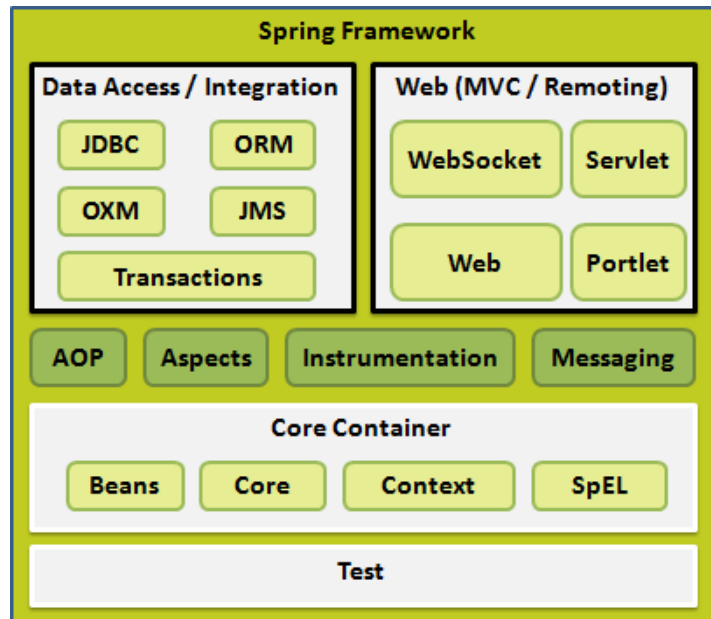 Spring Framework
Data Access / Integration
JDBC
ORM
OXM
JMS
Transactions
Web (MVC / Remoting)
WebSocket
Servlet
Web
Portlet
AOP
Aspects
Instrumentation
Messaging
Core Container
Beans
Core
Context
SpEL
Test